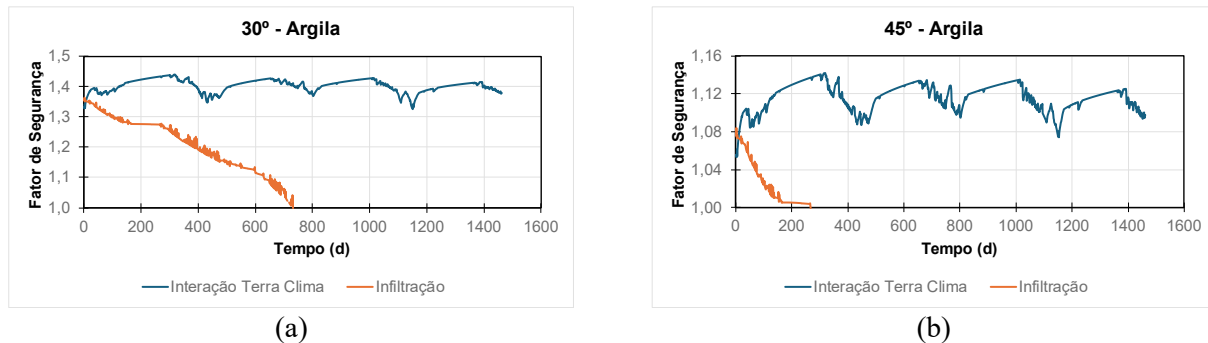 30º - Argila
Fator de Segurança
1,5
1,4
1,3
1,2
1,1
1,0
0 200 400 600 800 1000 1200 1400 1600
Tempo (d)
Interação Terra Clima Infiltração
(a)
45º - Argila
Fator de Segurança
1,16
1,12
1,08
1,04
1,00
0 200 400 600 800 1000 1200 1400 1600
Tempo (d)
Interação Terra Clima Infiltração
(b)